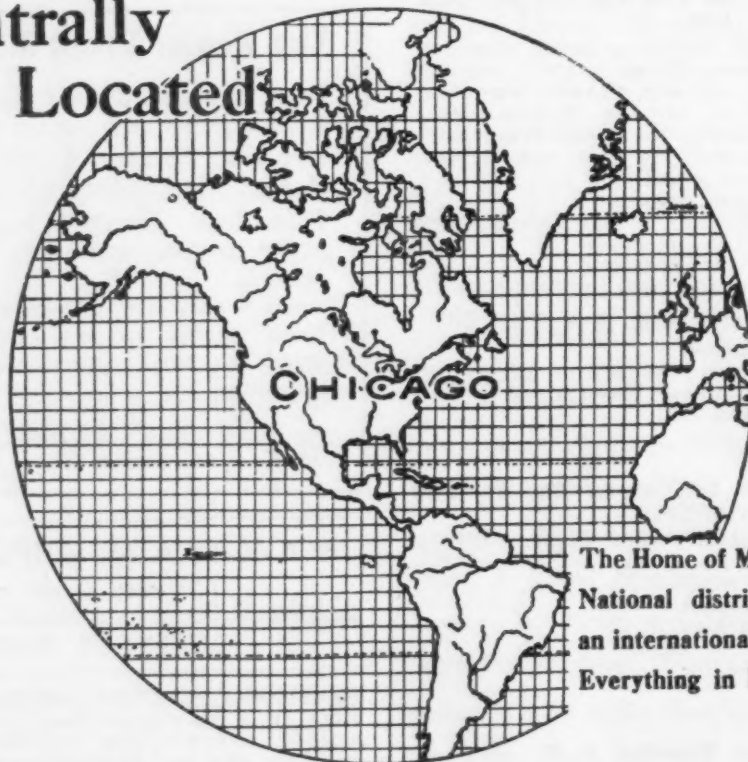 trally
Located
CHICAGO
The Home of M
National distri
an internationa
Everything in